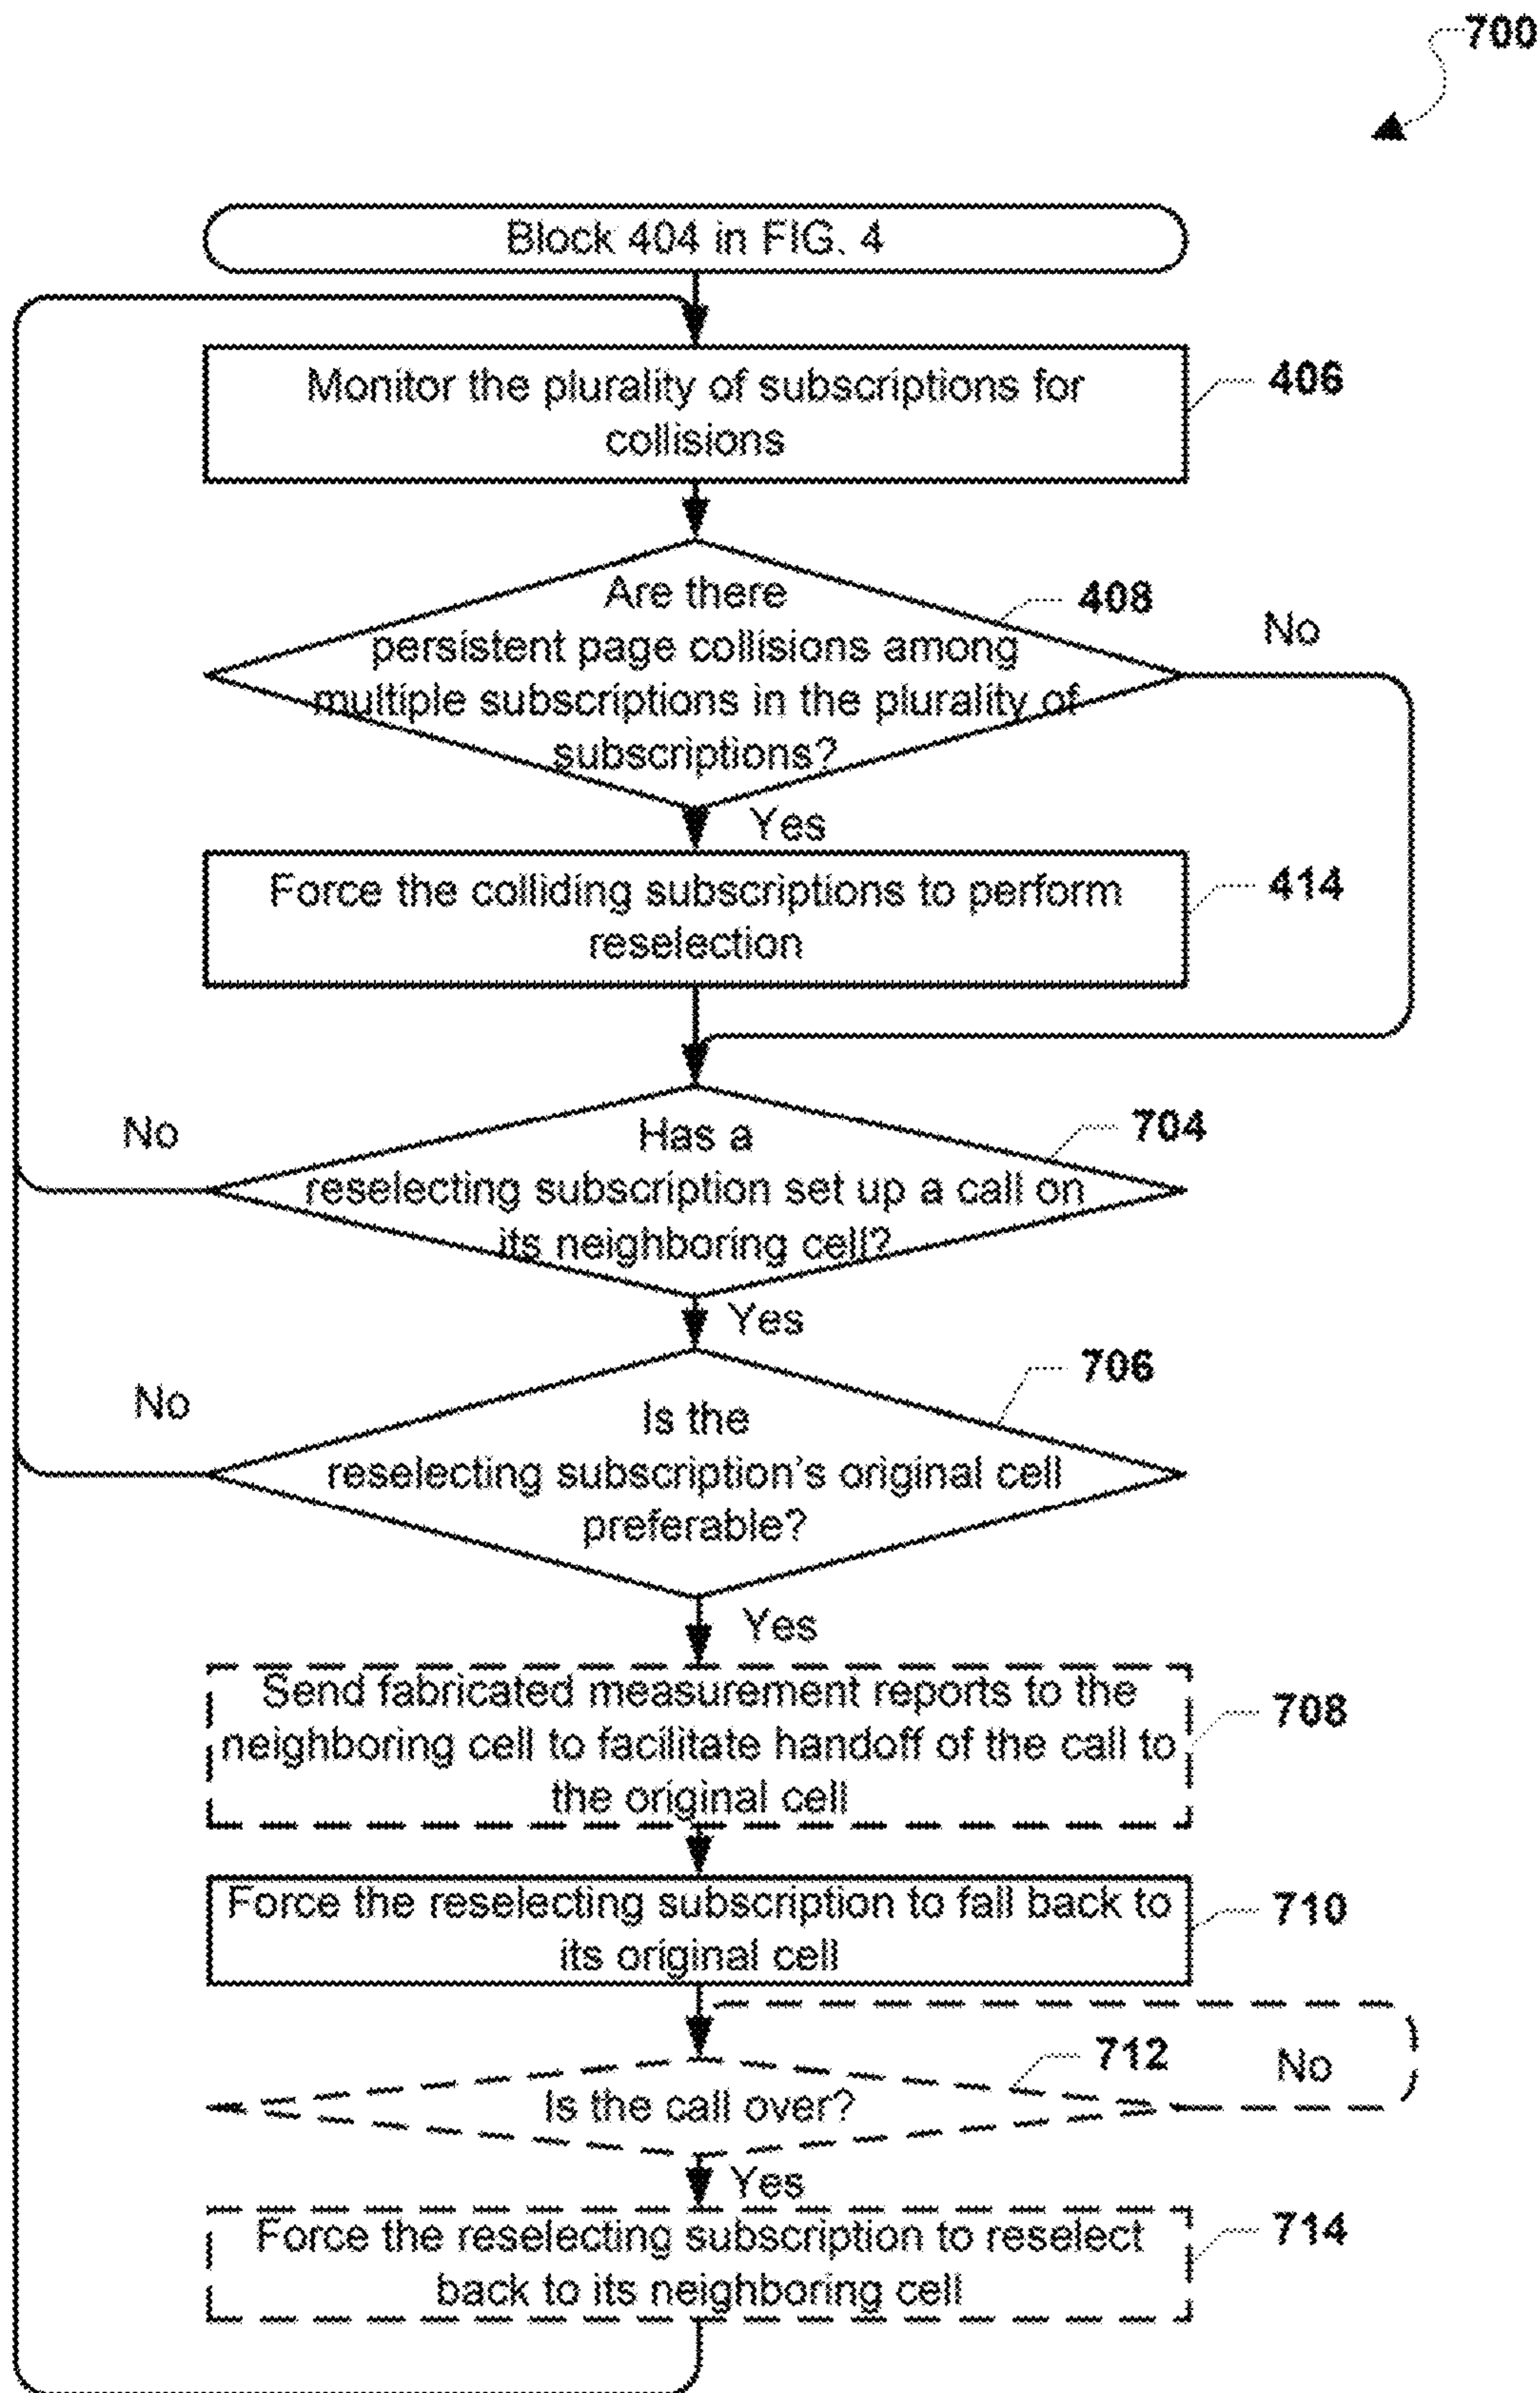 700
Block 404 in FIG. 4
Monitor the plurality of subscriptions for
collisions
406
Are there
persistent page collisions among
multiple subscriptions in the plurality of
subscriptions?
408
No
Yes
Force the colliding subscriptions to perform
reselection
414
No
Has a
reselecting subscription set up a call on
its neighboring cell?
704
Yes
No
Is the
reselecting subscription's original cell
preferable?
706
Yes
Send fabricated measurement reports to the
neighboring cell to facilitate handoff of the call to
the original cell
708
Force the reselecting subscription to fall back to
its original cell
710
Is the call over?
712
No
Yes
Force the reselecting subscription to reselect
back to its neighboring cell
714